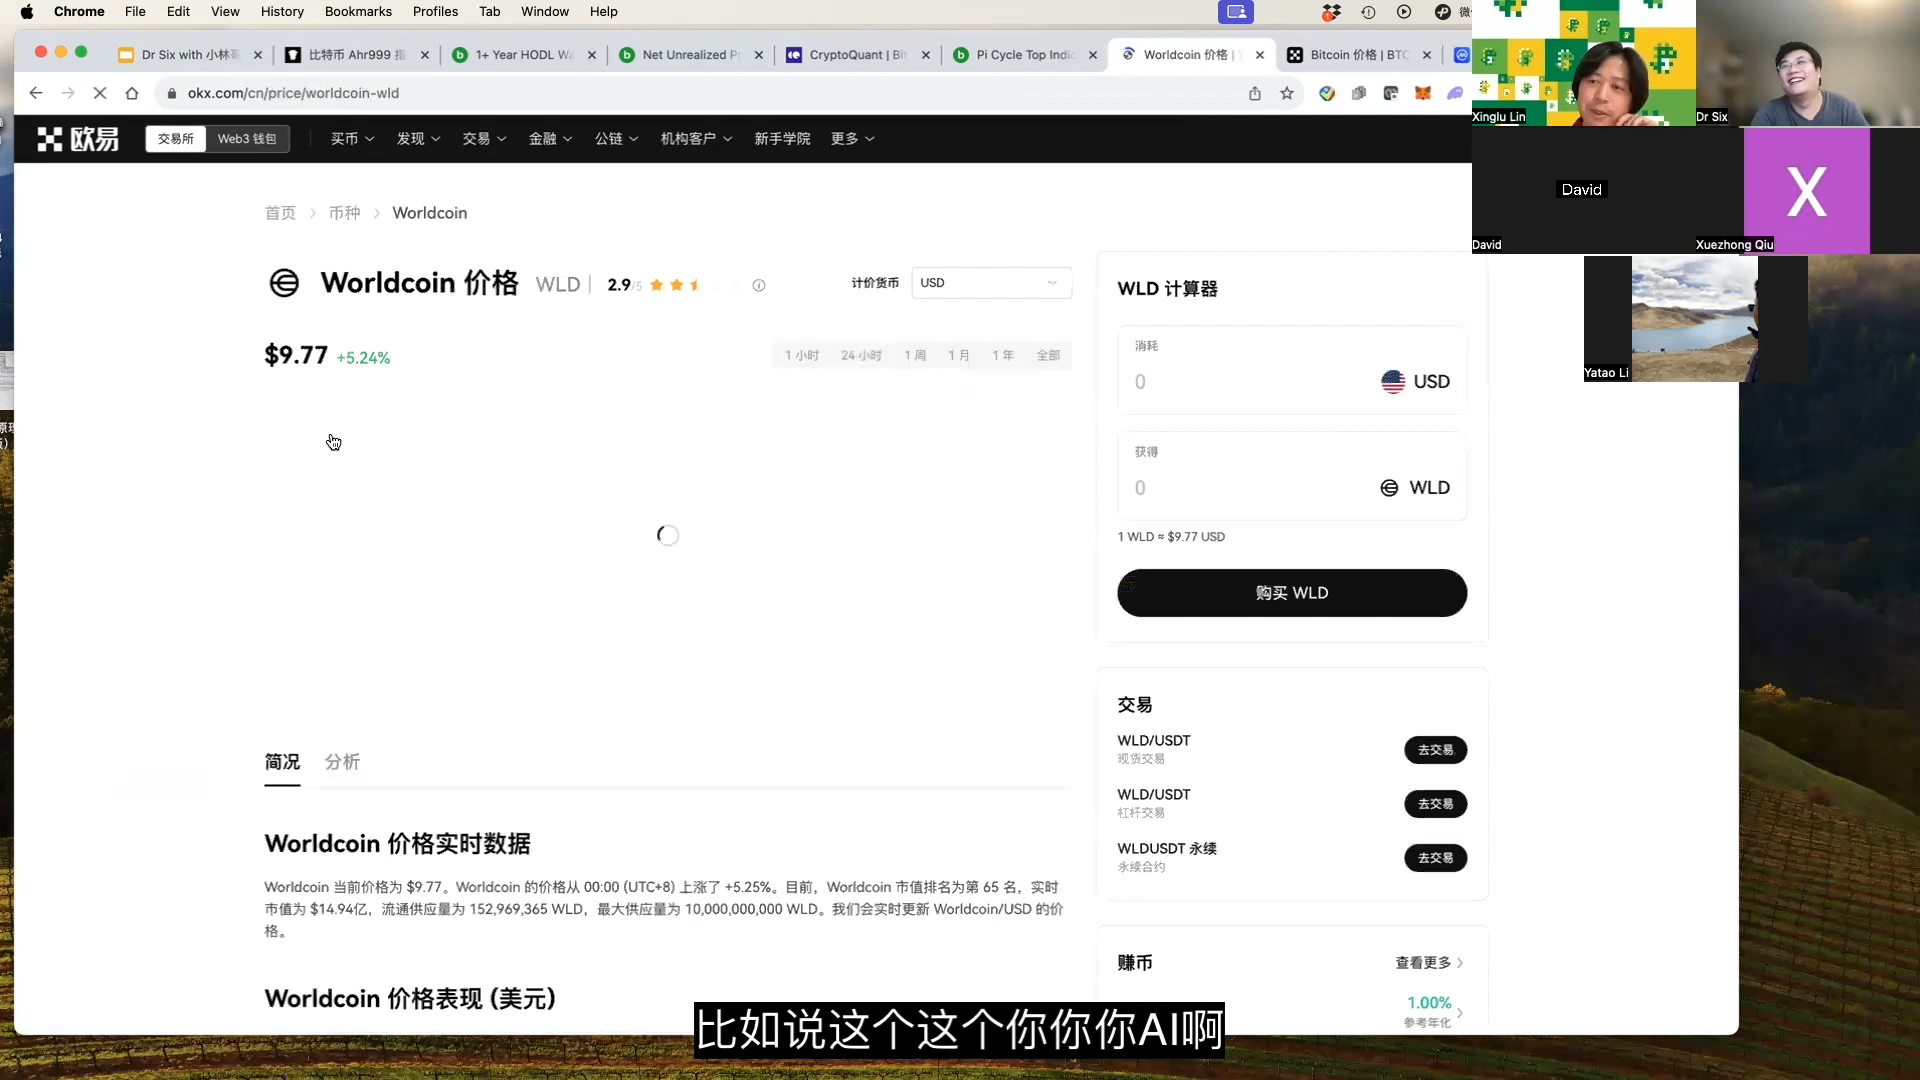 Chrome File Edit View History Bookmarks Profiles Tab Window Help
Dr Six with 小林
比特币 Ahr999 指
1+ Year HODL Wa
Net Unrealized P
CryptoQuant | Bit
Pi Cycle Top Indic
Worldcoin 价格 |
Bitcoin 价格 | BTC
okx.com/cn/price/worldcoin-wld
欧易 交易所 Web3 钱包 买币 发现 交易 金融 公链 机构客户 新手学院 更多
首页 > 币种 > Worldcoin
Worldcoin 价格 WLD 2.9/5
计价货币 USD
$9.77 +5.24%
1 小时 24 小时 1 周 1 月 1 年 全部
简况 分析
Worldcoin 价格实时数据
Worldcoin 当前价格为 $9.77。Worldcoin 的价格从 00:00 (UTC+8) 上涨了 +5.25%。目前，Worldcoin 市值排名为第 65 名，实时
市值为 $14.94亿，流通供应量为 152,969,365 WLD，最大供应量为 10,000,000,000 WLD。我们会实时更新 Worldcoin/USD 的价
格。
Worldcoin 价格表现 (美元)
WLD 计算器
消耗
0 USD
获得
0 WLD
1 WLD ≈ $9.77 USD
购买 WLD
交易
WLD/USDT
现货交易
去交易
WLD/USDT
杠杆交易
去交易
WLDUSDT 永续
永续合约
去交易
赚币 查看更多
1.00%
参考年化
Xinglu Lin
Dr Six
David
David
X
Xuezhong Qiu
Yatao Li
比如说这个这个你你你AI啊